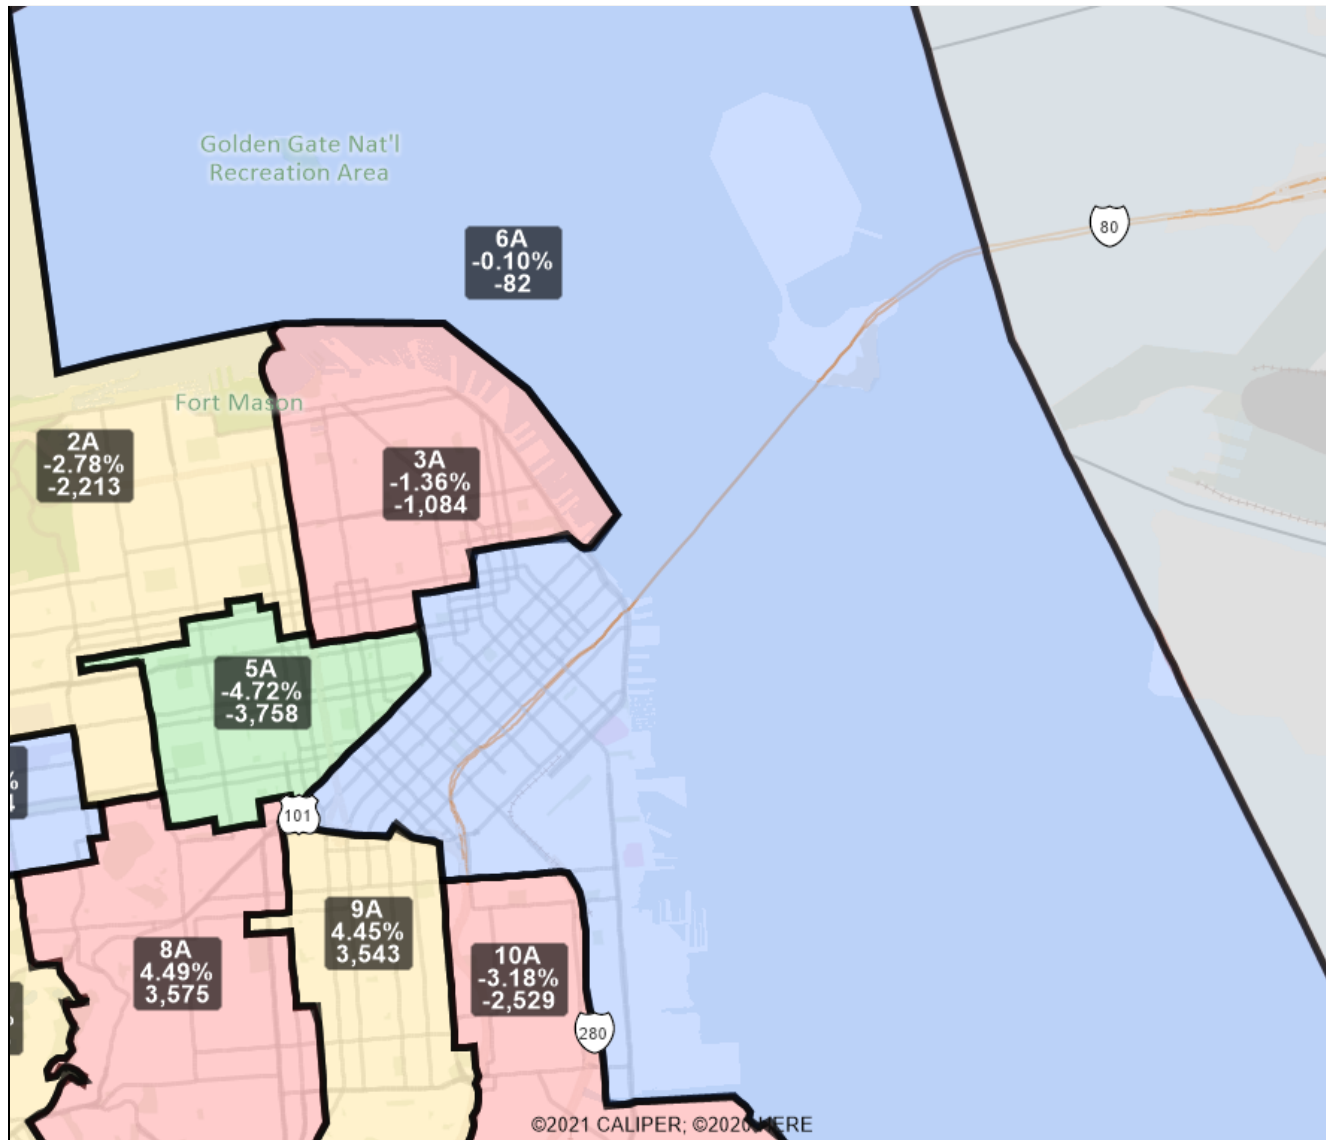 Golden Gate Nat'l
Recreation Area
80
6A
-0.10%
-82
Fort Mason
2A
-2.78%
-2,213
3A
-1.36%
-1,084
5A
-4.72%
-3,758
%
101
9A
4.45%
3,543
8A
4.49%
3,575
10A
-3.18%
-2,529
280
©2021 CALIPER; ©2020 HERE